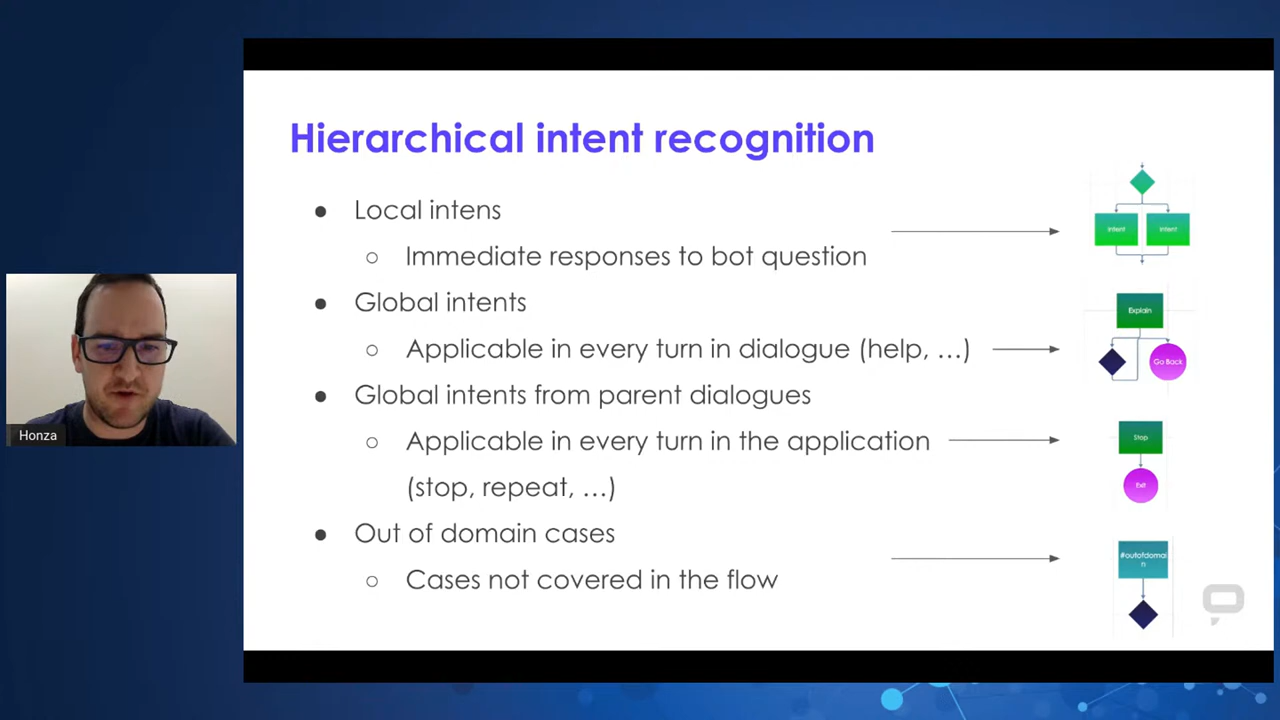 Hierarchical intent recognition
● Local intens
○ Immediate responses to bot question
● Global intents
○ Applicable in every turn in dialogue (help, …)
● Global intents from parent dialogues
○ Applicable in every turn in the application
(stop, repeat, …)
● Out of domain cases
○ Cases not covered in the flow
Intent Intent
Explain
Go Back
Stop
Exit
#outofdomai
n
Honza